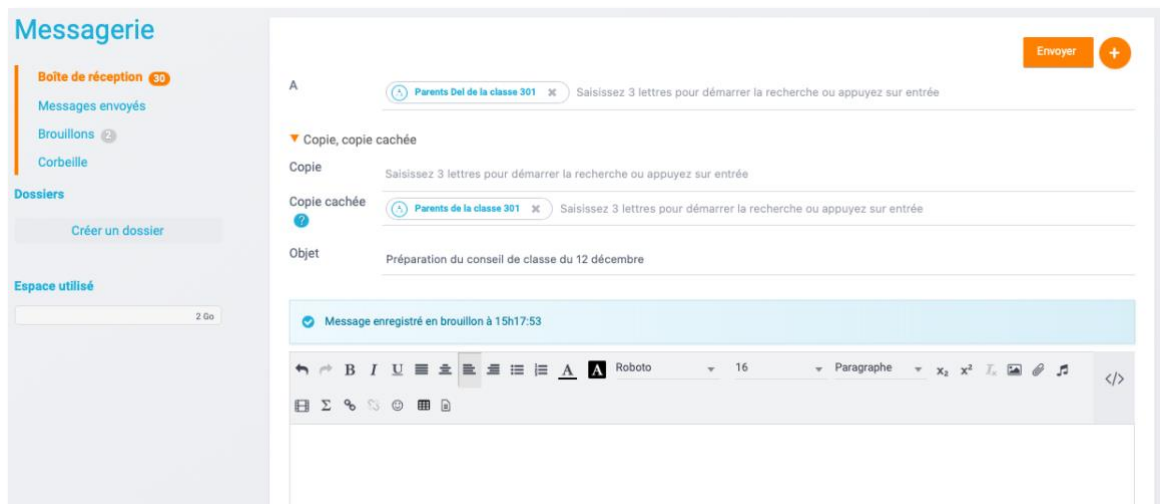 Messagerie
Boîte de réception 30
Messages envoyés
Brouillons 2
Corbeille
Dossiers
Créer un dossier
Espace utilisé
2 Go
Envoyer +
A
Parents Del de la classe 301 ✖ Saisissez 3 lettres pour démarrer la recherche ou appuyez sur entrée
Copie, copie cachée
Copie
Saisissez 3 lettres pour démarrer la recherche ou appuyez sur entrée
Copie cachée
?
Parents de la classe 301 ✖ Saisissez 3 lettres pour démarrer la recherche ou appuyez sur entrée
Objet
Préparation du conseil de classe du 12 décembre
Message enregistré en brouillon à 15h17:53
B I U A A Roboto 16 Paragraphe x₂ x² Tₓ </>
Σ